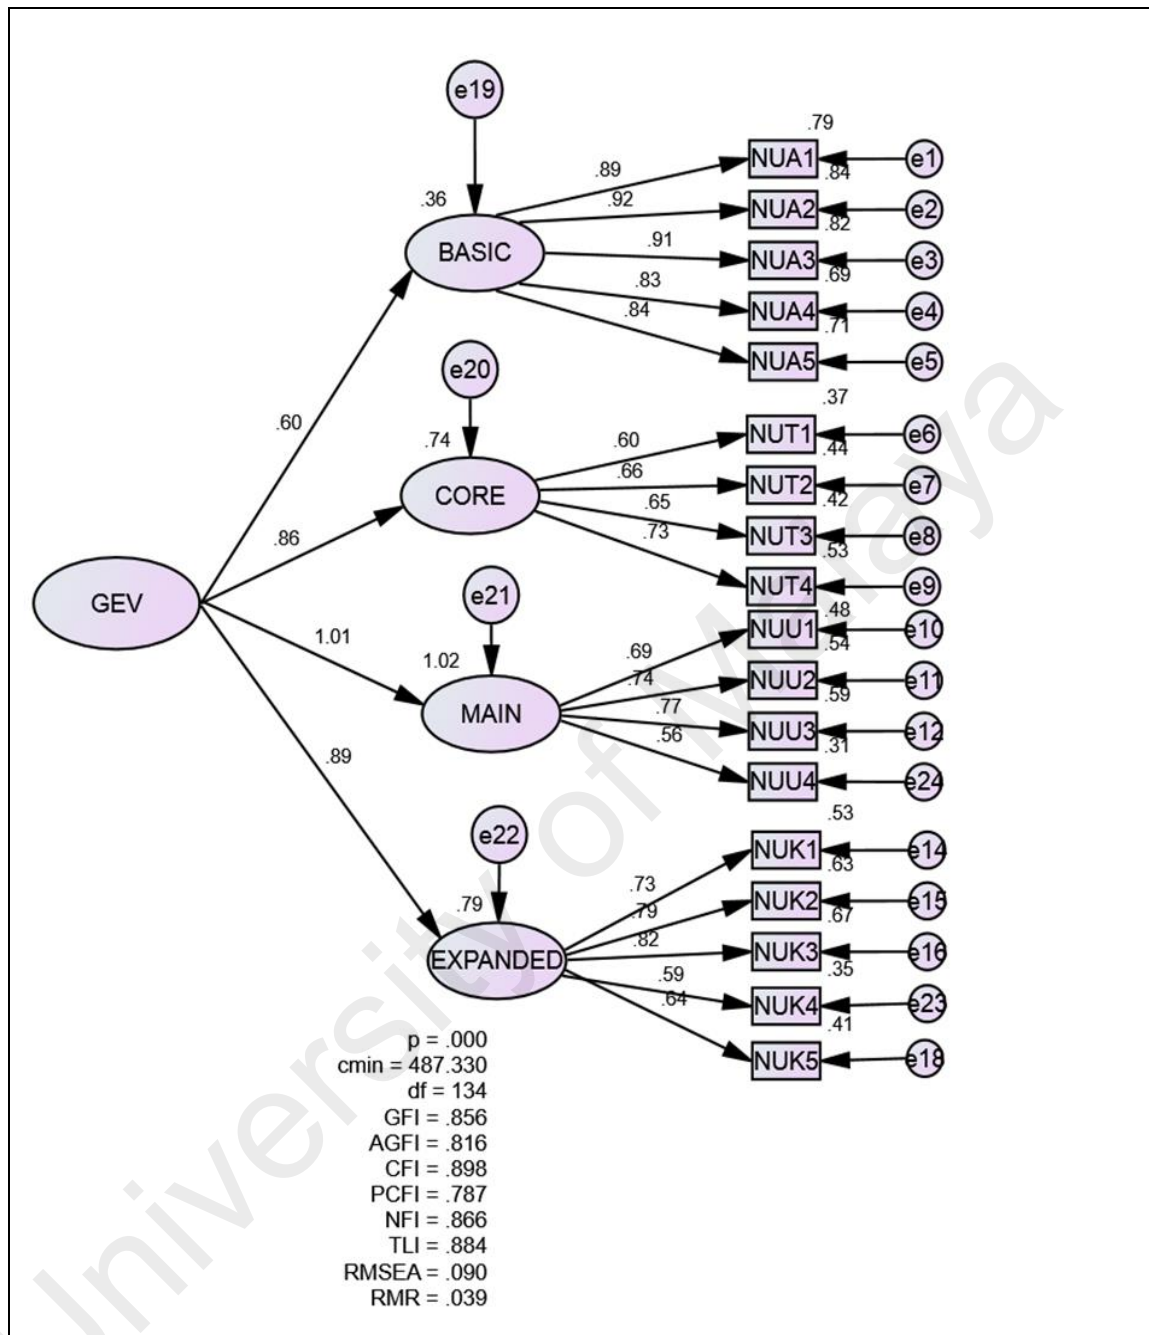 e19
.79
NUA1
e1
.89
.84
.36
.92
NUA2
e2
.82
BASIC
.91
NUA3
e3
.69
.83
NUA4
e4
.84
.71
NUA5
e5
e20
.37
.60
.74
.60
NUT1
e6
.44
.66
NUT2
e7
CORE
.65
.42
.73
NUT3
e8
.86
.53
NUT4
e9
GEV
e21
.48
NUU1
e10
1.01
.69
.54
1.02
.74
NUU2
e11
MAIN
.77
.59
.56
NUU3
e12
.31
.89
NUU4
e24
e22
.53
NUK1
e14
.73
.63
.79
.79
NUK2
e15
.82
.67
EXPANDED
NUK3
e16
.59
.35
.64
NUK4
e23
.41
NUK5
e18
p = .000
cmin = 487.330
df = 134
GFI = .856
AGFI = .816
CFI = .898
PCFI = .787
NFI = .866
TLI = .884
RMSEA = .090
RMR = .039
University of Malaya